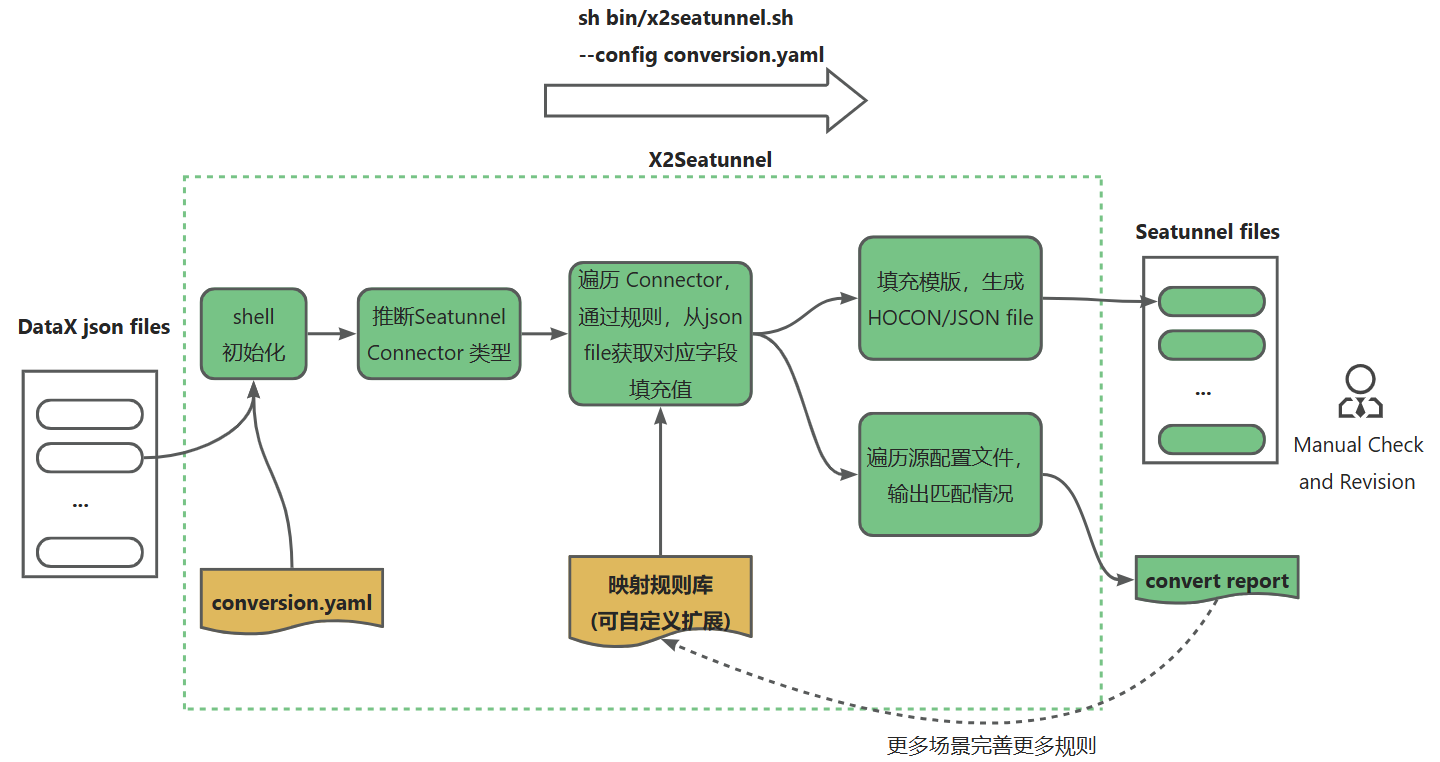 sh bin/x2seatunnel.sh
--config conversion.yaml
X2Seatunnel
DataX json files
...
shell
初始化
conversion.yaml
推断Seatunnel
Connector 类型
遍历 Connector，
通过规则，从json
file获取对应字段
填充值
映射规则库
(可自定义扩展)
填充模版，生成
HOCON/JSON file
遍历源配置文件，
输出匹配情况
Seatunnel files
...
Manual Check
and Revision
convert report
更多场景完善更多规则